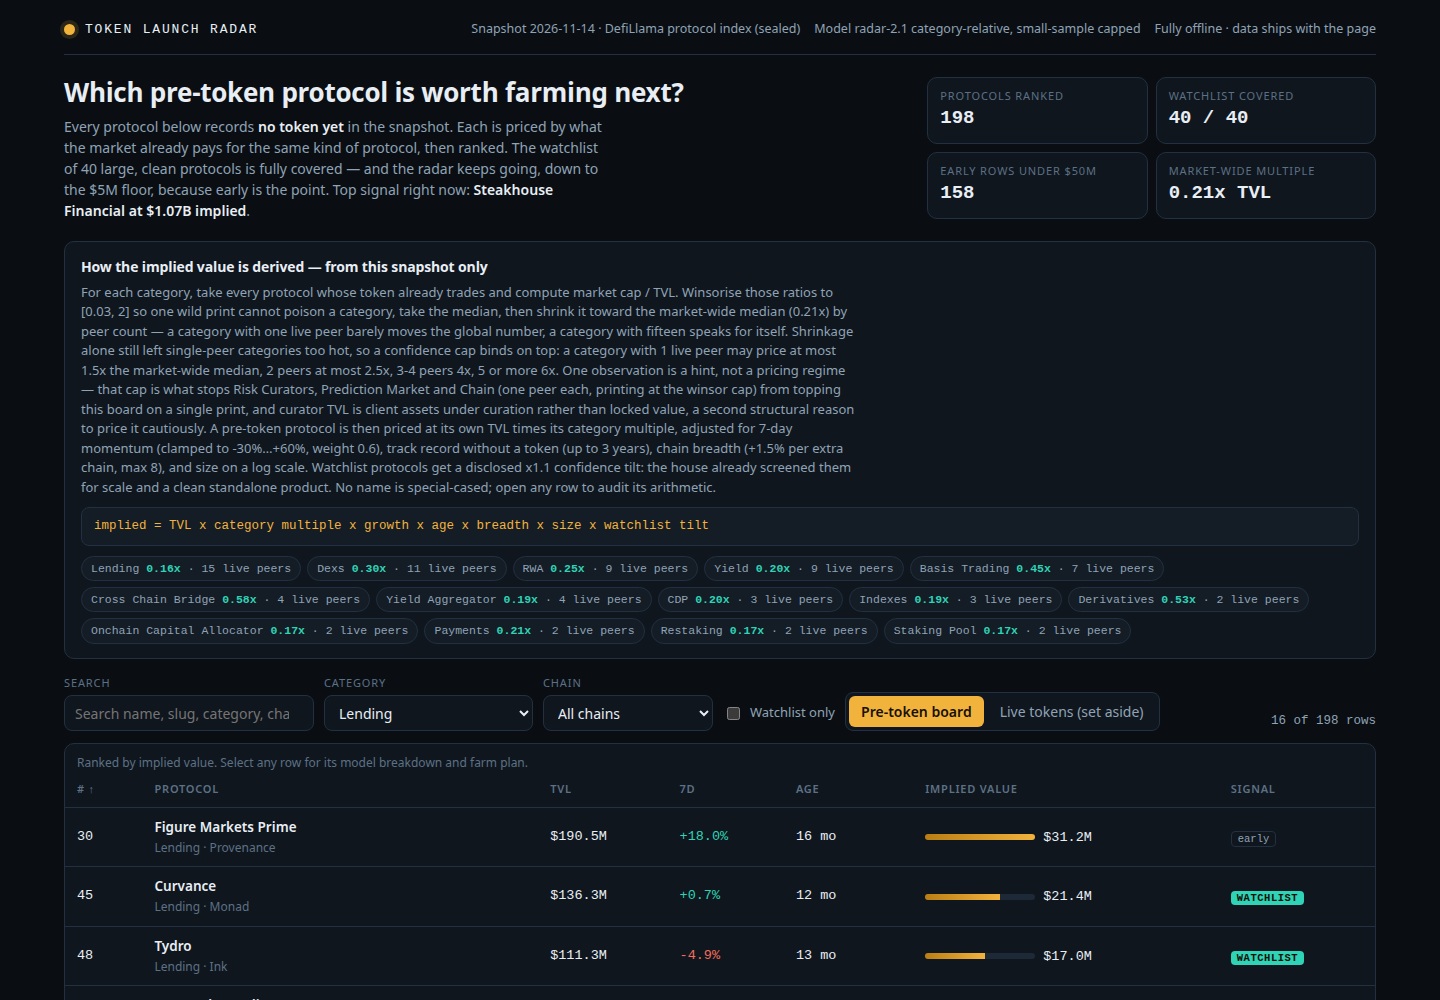 TOKEN LAUNCH RADAR
Snapshot 2026-11-14 · DefiLlama protocol index (sealed) Model radar-2.1 category-relative, small-sample capped Fully offline · data ships with the page
Which pre-token protocol is worth farming next?
Every protocol below records no token yet in the snapshot. Each is priced by what
the market already pays for the same kind of protocol, then ranked. The watchlist
of 40 large, clean protocols is fully covered — and the radar keeps going, down to
the $5M floor, because early is the point. Top signal right now: Steakhouse
Financial at $1.07B implied.
PROTOCOLS RANKED
198
WATCHLIST COVERED
40 / 40
EARLY ROWS UNDER $50M
158
MARKET-WIDE MULTIPLE
0.21x TVL
How the implied value is derived — from this snapshot only
For each category, take every protocol whose token already trades and compute market cap / TVL. Winsorise those ratios to
[0.03, 2] so one wild print cannot poison a category, take the median, then shrink it toward the market-wide median (0.21x) by
peer count — a category with one live peer barely moves the global number, a category with fifteen speaks for itself. Shrinkage
alone still left single-peer categories too hot, so a confidence cap binds on top: a category with 1 live peer may price at most
1.5x the market-wide median, 2 peers at most 2.5x, 3-4 peers 4x, 5 or more 6x. One observation is a hint, not a pricing regime
— that cap is what stops Risk Curators, Prediction Market and Chain (one peer each, printing at the winsor cap) from topping
this board on a single print, and curator TVL is client assets under curation rather than locked value, a second structural reason
to price it cautiously. A pre-token protocol is then priced at its own TVL times its category multiple, adjusted for 7-day
momentum (clamped to -30%...+60%, weight 0.6), track record without a token (up to 3 years), chain breadth (+1.5% per extra
chain, max 8), and size on a log scale. Watchlist protocols get a disclosed x1.1 confidence tilt: the house already screened them
for scale and a clean standalone product. No name is special-cased; open any row to audit its arithmetic.
implied = TVL x category multiple x growth x age x breadth x size x watchlist tilt
Lending 0.16x · 15 live peers Dexs 0.30x · 11 live peers RWA 0.25x · 9 live peers Yield 0.20x · 9 live peers Basis Trading 0.45x · 7 live peers
Cross Chain Bridge 0.58x · 4 live peers Yield Aggregator 0.19x · 4 live peers CDP 0.20x · 3 live peers Indexes 0.19x · 3 live peers Derivatives 0.53x · 2 live peers
Onchain Capital Allocator 0.17x · 2 live peers Payments 0.21x · 2 live peers Restaking 0.17x · 2 live peers Staking Pool 0.17x · 2 live peers
SEARCH CATEGORY CHAIN
Search name, slug, category, cha Lending All chains Watchlist only Pre-token board Live tokens (set aside) 16 of 198 rows
Ranked by implied value. Select any row for its model breakdown and farm plan.
# ↑ PROTOCOL TVL 7D AGE IMPLIED VALUE SIGNAL
30 Figure Markets Prime $190.5M +18.0% 16 mo $31.2M early
Lending · Provenance
45 Curvance $136.3M +0.7% 12 mo $21.4M WATCHLIST
Lending · Monad
48 Tydro $111.3M -4.9% 13 mo $17.0M WATCHLIST
Lending · Ink